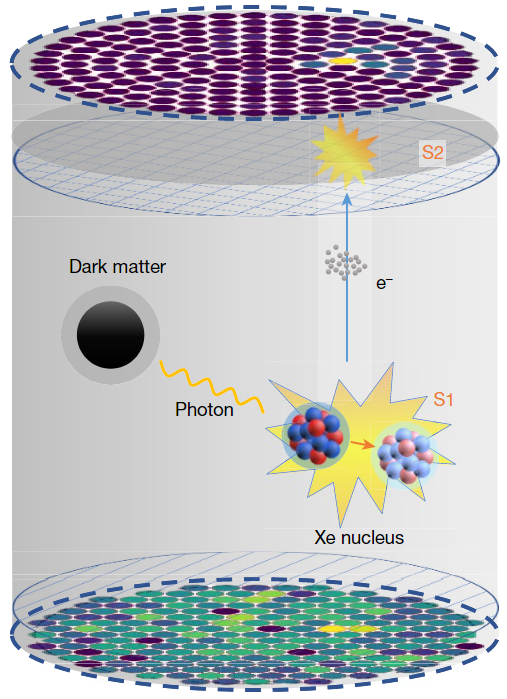 S2
Dark matter
e⁻
Photon
S1
Xe nucleus